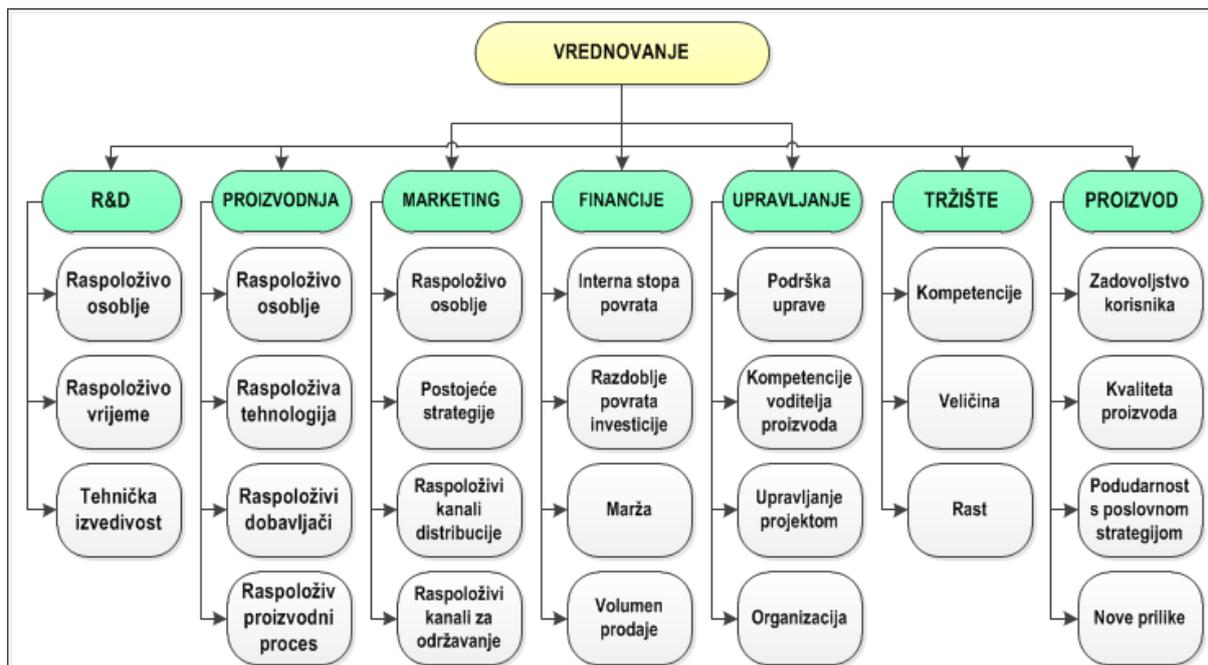 VREDNOVANJE
R&D
PROIZVODNJA
MARKETING
FINANCIJE
UPRAVLJANJE
TRŽIŠTE
PROIZVOD
Raspoloživo
osoblje
Raspoloživo
osoblje
Raspoloživo
osoblje
Interna stopa
povrata
Podrška
uprave
Kompetencije
Zadovoljstvo
korisnika
Raspoloživo
vrijeme
Raspoloživa
tehnologija
Postojeće
strategije
Razdoblje
povrata
investicije
Kompetencije
voditelja
proizvoda
Veličina
Kvaliteta
proizvoda
Tehnička
izvedivost
Raspoloživi
dobavljači
Raspoloživi
kanali
distribucije
Marža
Upravljanje
projektom
Rast
Podudarnost
s poslovnom
strategijom
Raspoloživ
proizvodni
proces
Raspoloživi
kanali za
održavanje
Volumen
prodaje
Organizacija
Nove prilike